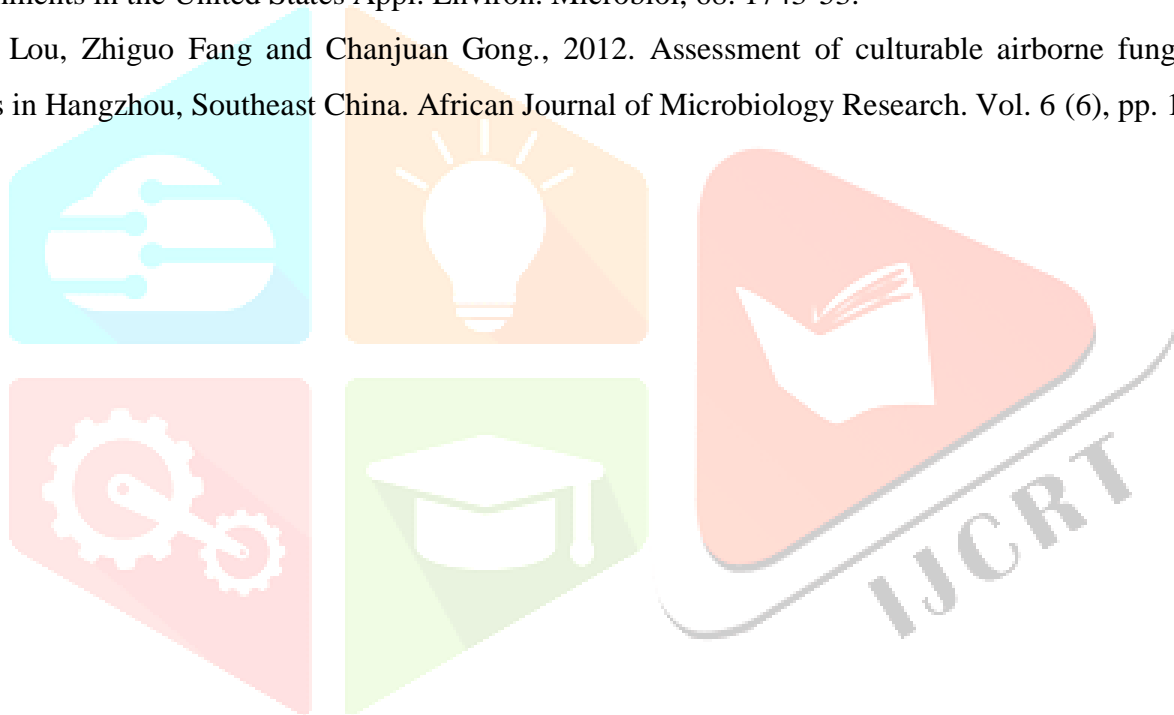 Lou, Zhiguo Fang and Chanjuan Gong., 2012. Assessment of culturable airborne fung
s in Hangzhou, Southeast China. African Journal of Microbiology Research. Vol. 6 (6), pp. 1
IJCRT